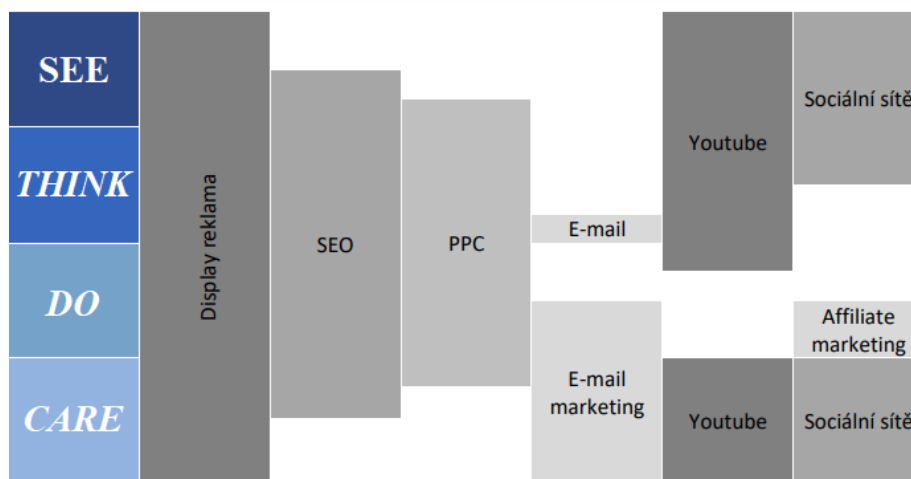 SEE
THINK
DO
CARE
Display reklama
SEO
PPC
E-mail
E-mail
marketing
Youtube
Youtube
Sociální sítě
Affiliate
marketing
Sociální sítě